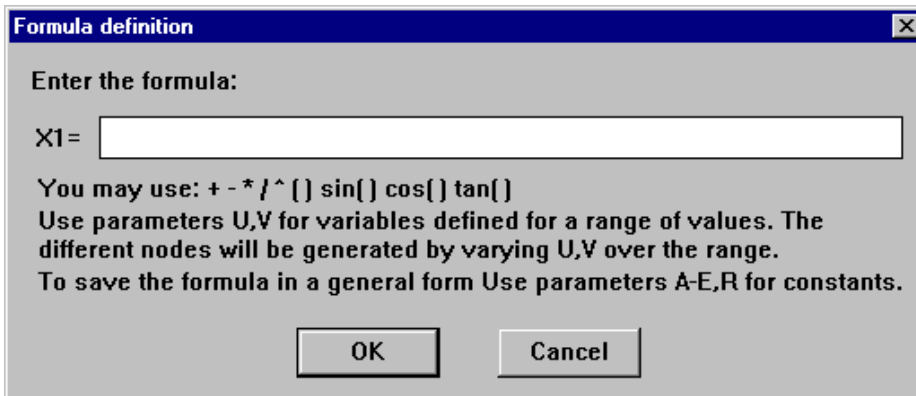 Formula definition
Enter the formula:
X1=
You may use: + - * / ^ () sin() cos() tan()
Use parameters U,V for variables defined for a range of values. The
different nodes will be generated by varying U,V over the range.
To save the formula in a general form Use parameters A-E,R for constants.
OK Cancel